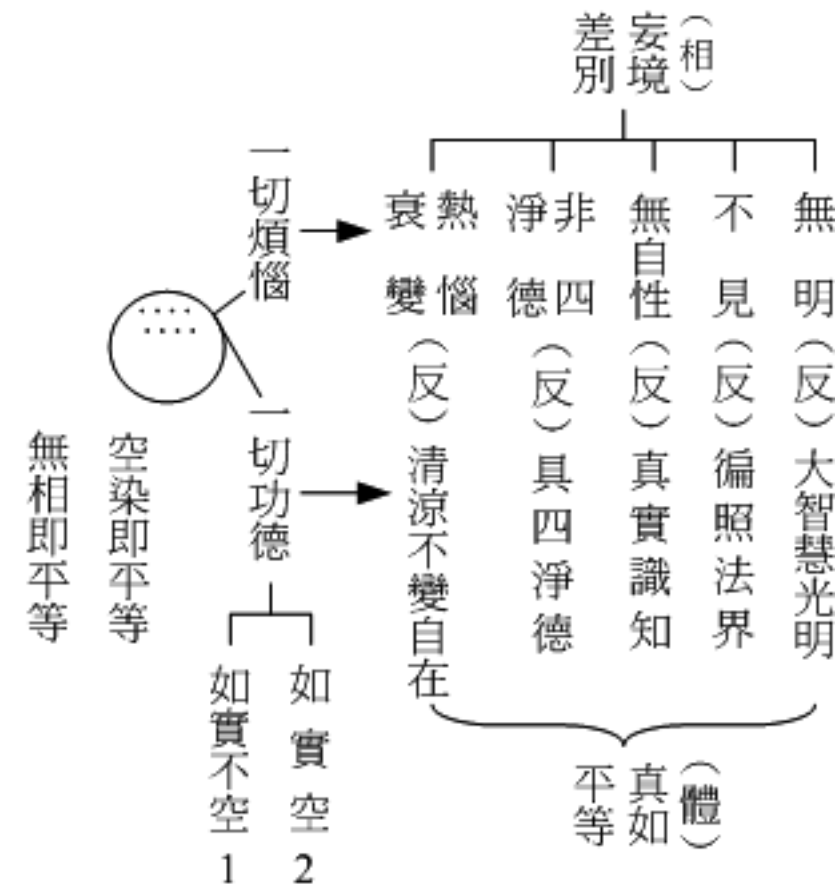 （相）
妄境
差別
無明（反）大智慧光明
不見（反）徧照法界
無自性（反）真實識知
非四
淨德
（反）具四淨德
熱惱
衰變
（反）清涼不變自在
（體）
真如
平等
一切煩惱
一切功德
如實空2
如實不空1
空染即平等
無相即平等